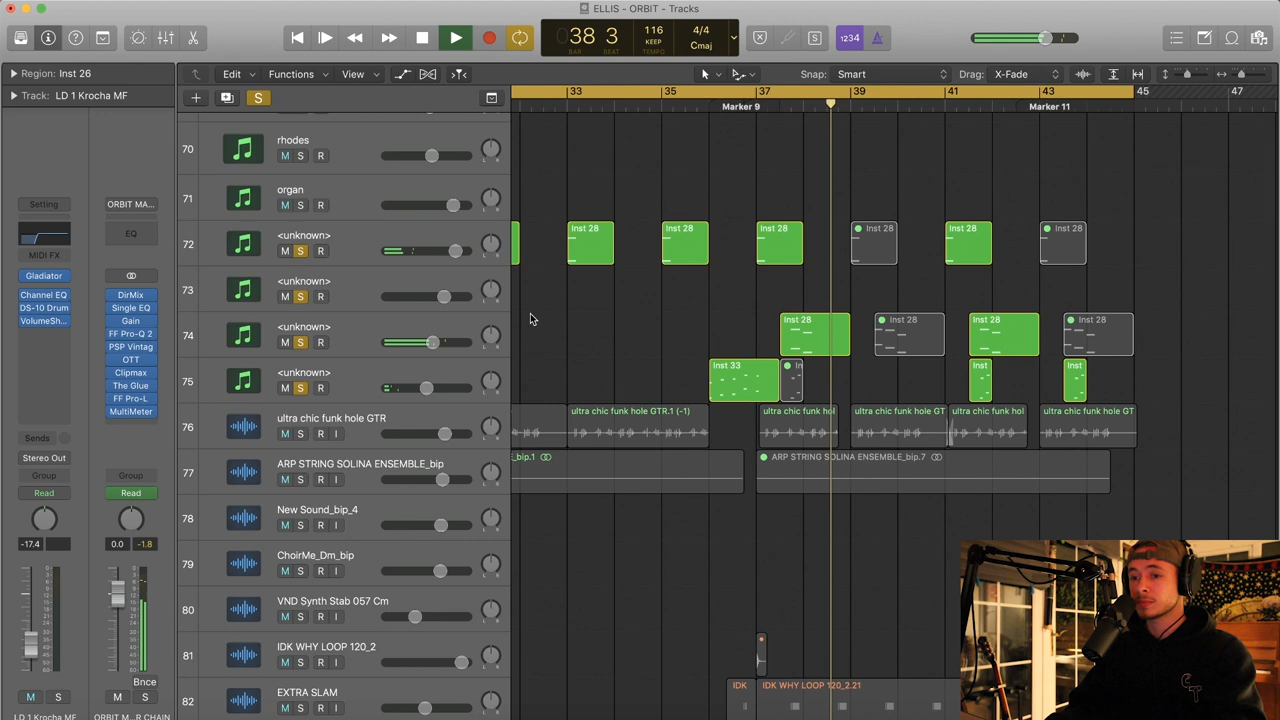 ELLIS - ORBIT - Tracks
38 3
BAR BEAT
116
KEEP
TEMPO
4/4
Cmaj
1234
Region: Inst 26
Edit
Functions
View
Snap:
Smart
Drag:
X-Fade
Track: LD 1 Krocha MF
S
33
35
37
39
41
43
45
47
Marker 9
Marker 11
70
rhodes
M S R
71
organ
M S R
72
<unknown>
M S R
Inst 28
Inst 28
Inst 28
Inst 28
Inst 28
Inst 28
73
<unknown>
M S R
74
<unknown>
M S R
Inst 28
Inst 28
Inst 28
Inst 28
75
<unknown>
M S R
Inst 33
In
Inst
Inst
76
ultra chic funk hole GTR
M S R I
ultra chic funk hole GTR.1 (-1)
ultra chic funk hol
ultra chic funk hole GT
ultra chic funk hol
ultra chic funk hole GT
77
ARP STRING SOLINA ENSEMBLE_bip
M S R I
E_bip.1
ARP STRING SOLINA ENSEMBLE_bip.7
78
New Sound_bip_4
M S R I
79
ChoirMe_Dm_bip
M S R I
80
VND Synth Stab 057 Cm
M S R I
81
IDK WHY LOOP 120_2
M S R I
82
EXTRA SLAM
M S R I
IDK
IDK WHY LOOP 120_2.21
Setting
EQ
MIDI FX
Gladiator
Channel EQ
DS-10 Drum
VolumeSh...
Sends
Stereo Out
Group
Read
-17.4
M S
LD 1 Krocha MF
ORBIT MA...
DirMix
Single EQ
Gain
FF Pro-Q 2
PSP Vintag
OTT
Clipmax
The Glue
FF Pro-L
MultiMeter
Group
Read
0.0
-1.8
Bnce
M S
ORBIT M...R CHAIN